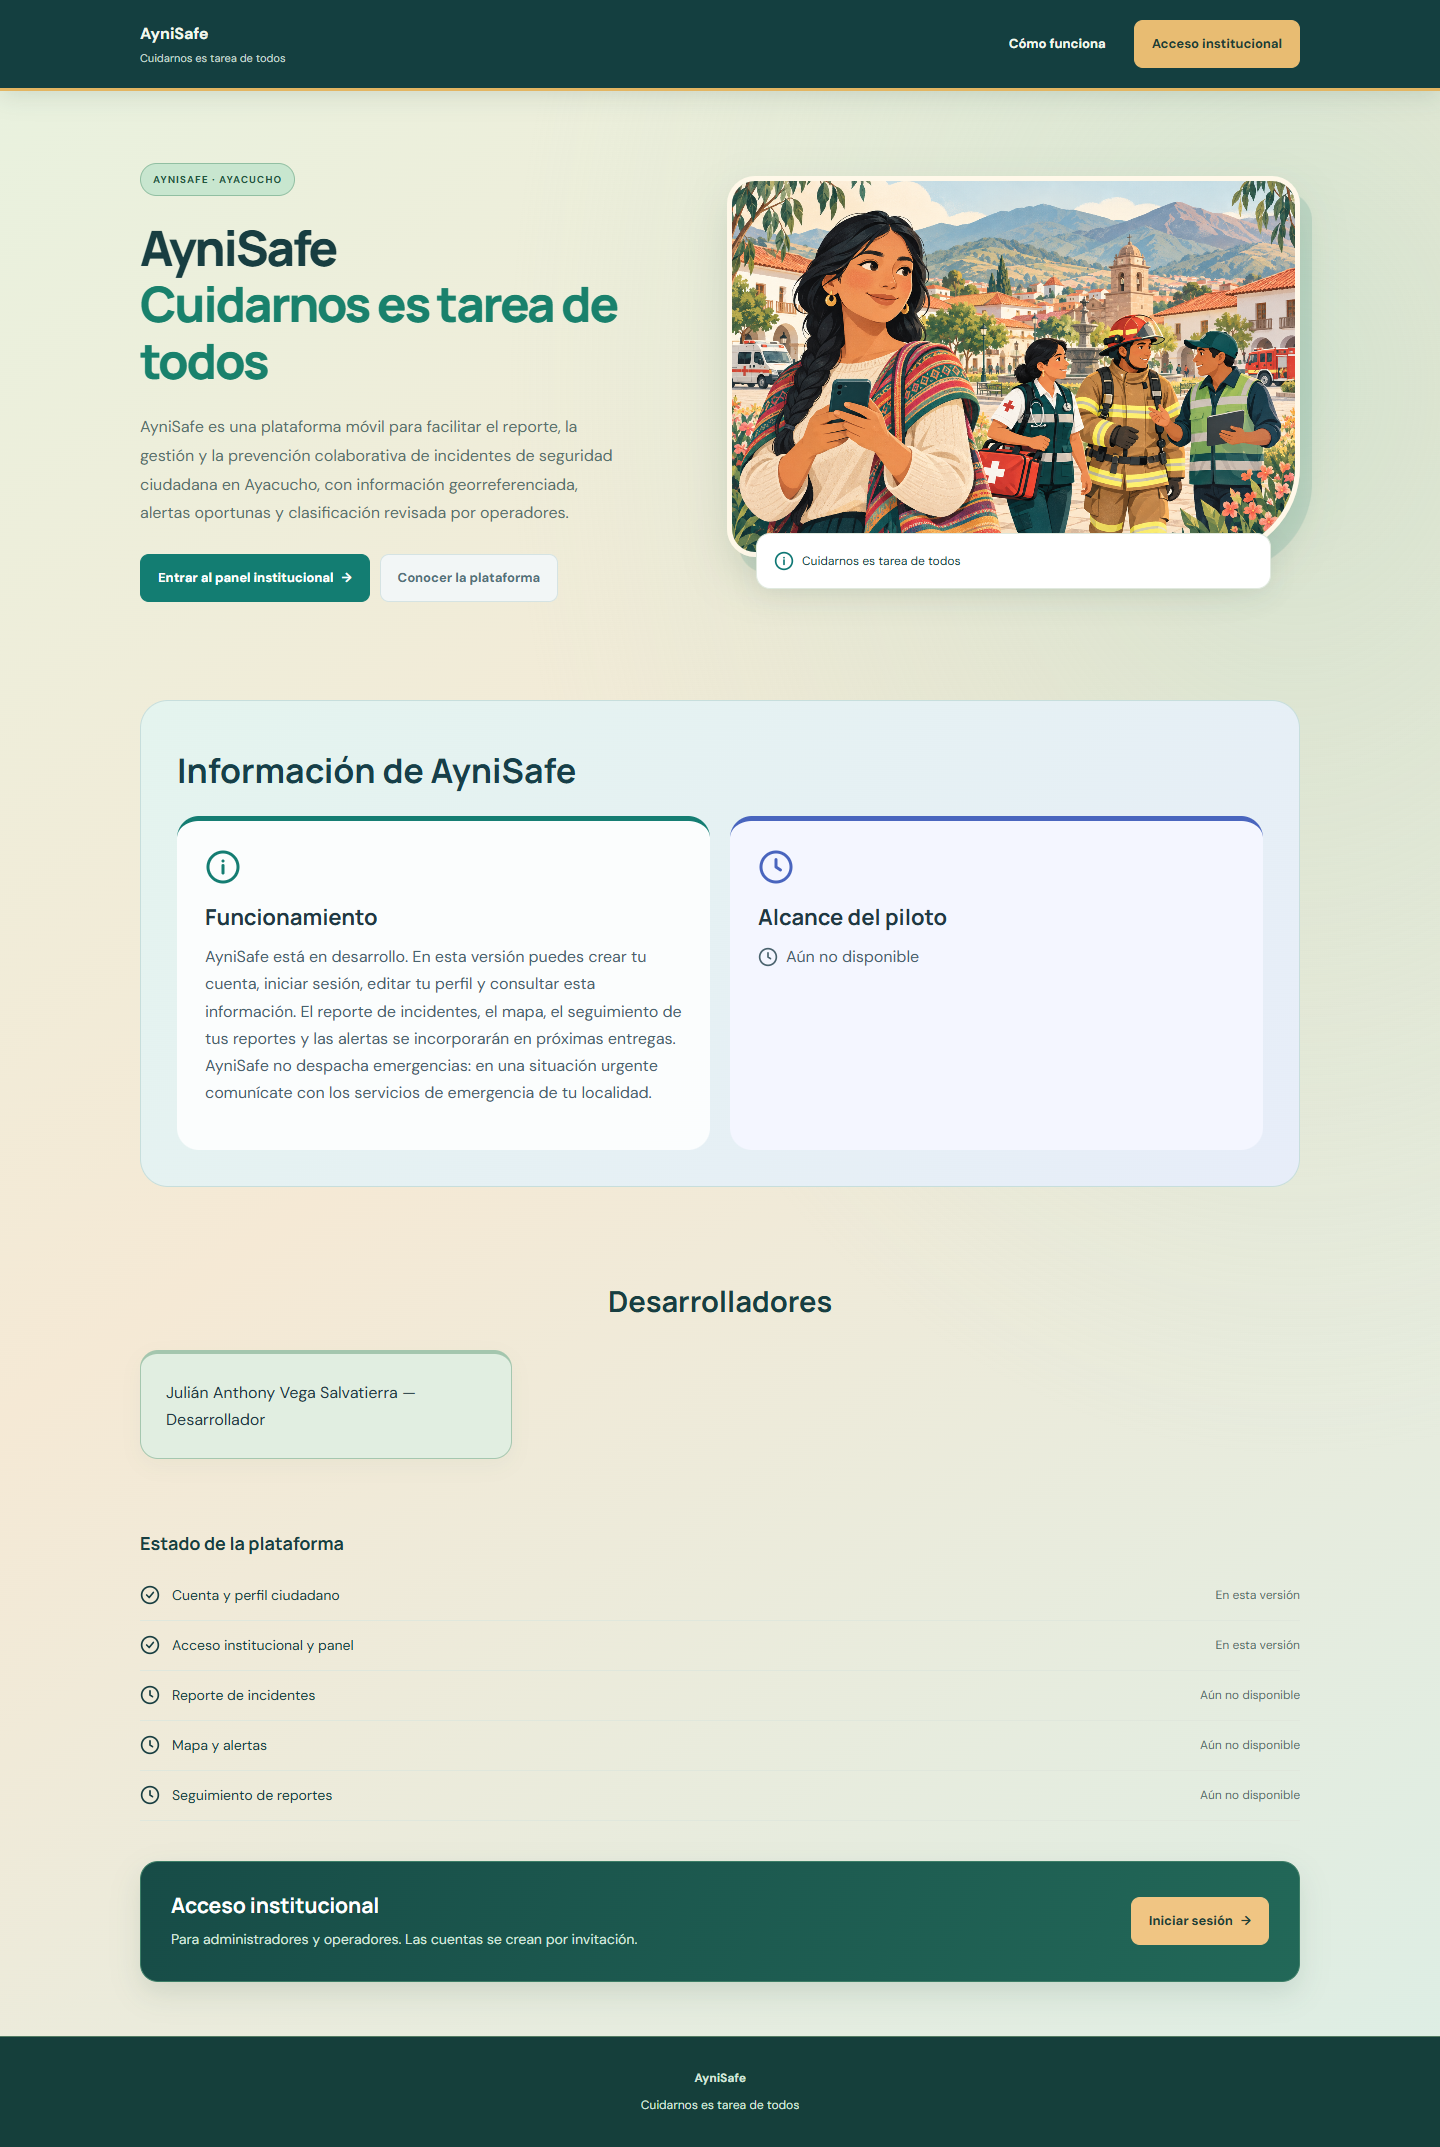 AyniSafe
Cuidarnos es tarea de todos
Cómo funciona
Acceso institucional
AYNISAFE · AYACUCHO
AyniSafe
Cuidarnos es tarea de
todos
AyniSafe es una plataforma móvil para facilitar el reporte, la
gestión y la prevención colaborativa de incidentes de seguridad
ciudadana en Ayacucho, con información georreferenciada,
alertas oportunas y clasificación revisada por operadores.
Entrar al panel institucional →
Conocer la plataforma
Cuidarnos es tarea de todos
Información de AyniSafe
Funcionamiento
AyniSafe está en desarrollo. En esta versión puedes crear tu
cuenta, iniciar sesión, editar tu perfil y consultar esta
información. El reporte de incidentes, el mapa, el seguimiento de
tus reportes y las alertas se incorporarán en próximas entregas.
AyniSafe no despacha emergencias: en una situación urgente
comunícate con los servicios de emergencia de tu localidad.
Alcance del piloto
Aún no disponible
Desarrolladores
Julián Anthony Vega Salvatierra —
Desarrollador
Estado de la plataforma
Cuenta y perfil ciudadano
En esta versión
Acceso institucional y panel
En esta versión
Reporte de incidentes
Aún no disponible
Mapa y alertas
Aún no disponible
Seguimiento de reportes
Aún no disponible
Acceso institucional
Para administradores y operadores. Las cuentas se crean por invitación.
Iniciar sesión →
AyniSafe
Cuidarnos es tarea de todos